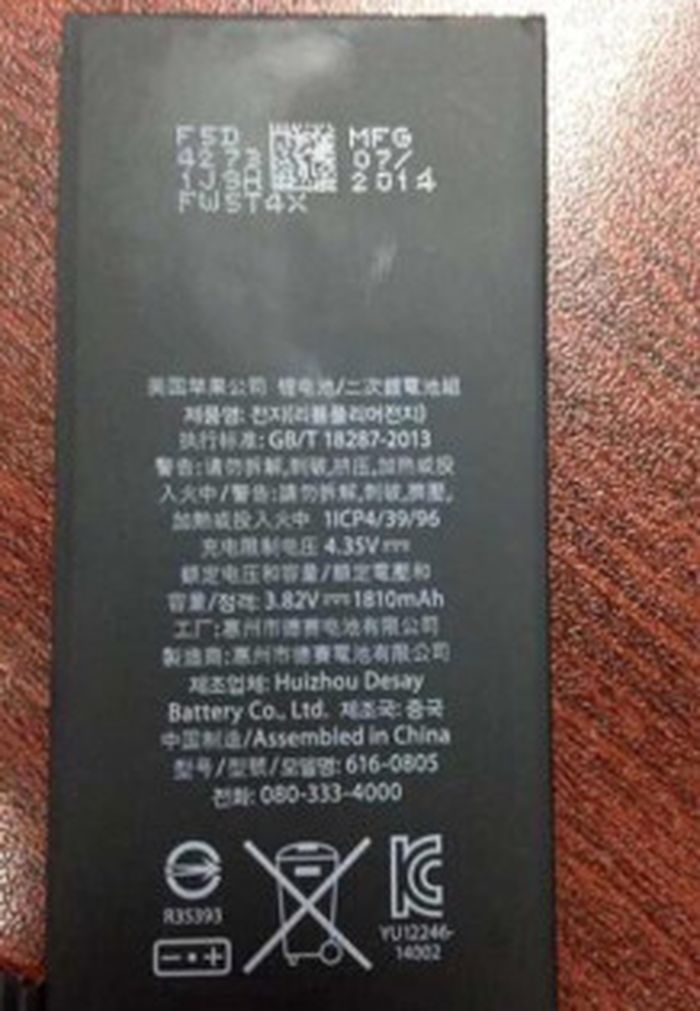 F5D
MFG
07/
2014
FW5T4X
美国苹果公司 锂电池/二次鋰電池組
제품명: 전지(리튬폴리머전지)
执行标准: GB/T 18287-2013
警告:请勿拆解,刺破,挤压,加热或投
入火中/警告:請勿拆解,刺破,擠壓,
加熱或投入火中 1ICP4/39/96
充电限制电压 4.35V⎓
额定电压和容量/額定電壓和
容量/정격: 3.82V⎓1810mAh
工厂:惠州市德赛电池有限公司
製造商:惠州市德賽電池有限公司
제조업체: Huizhou Desay
Battery Co., Ltd. 제조국: 중국
中国制造/Assembled in China
型号/型號/모델명: 616-0805
전화: 080-333-4000
R35393
YU12246-
14002